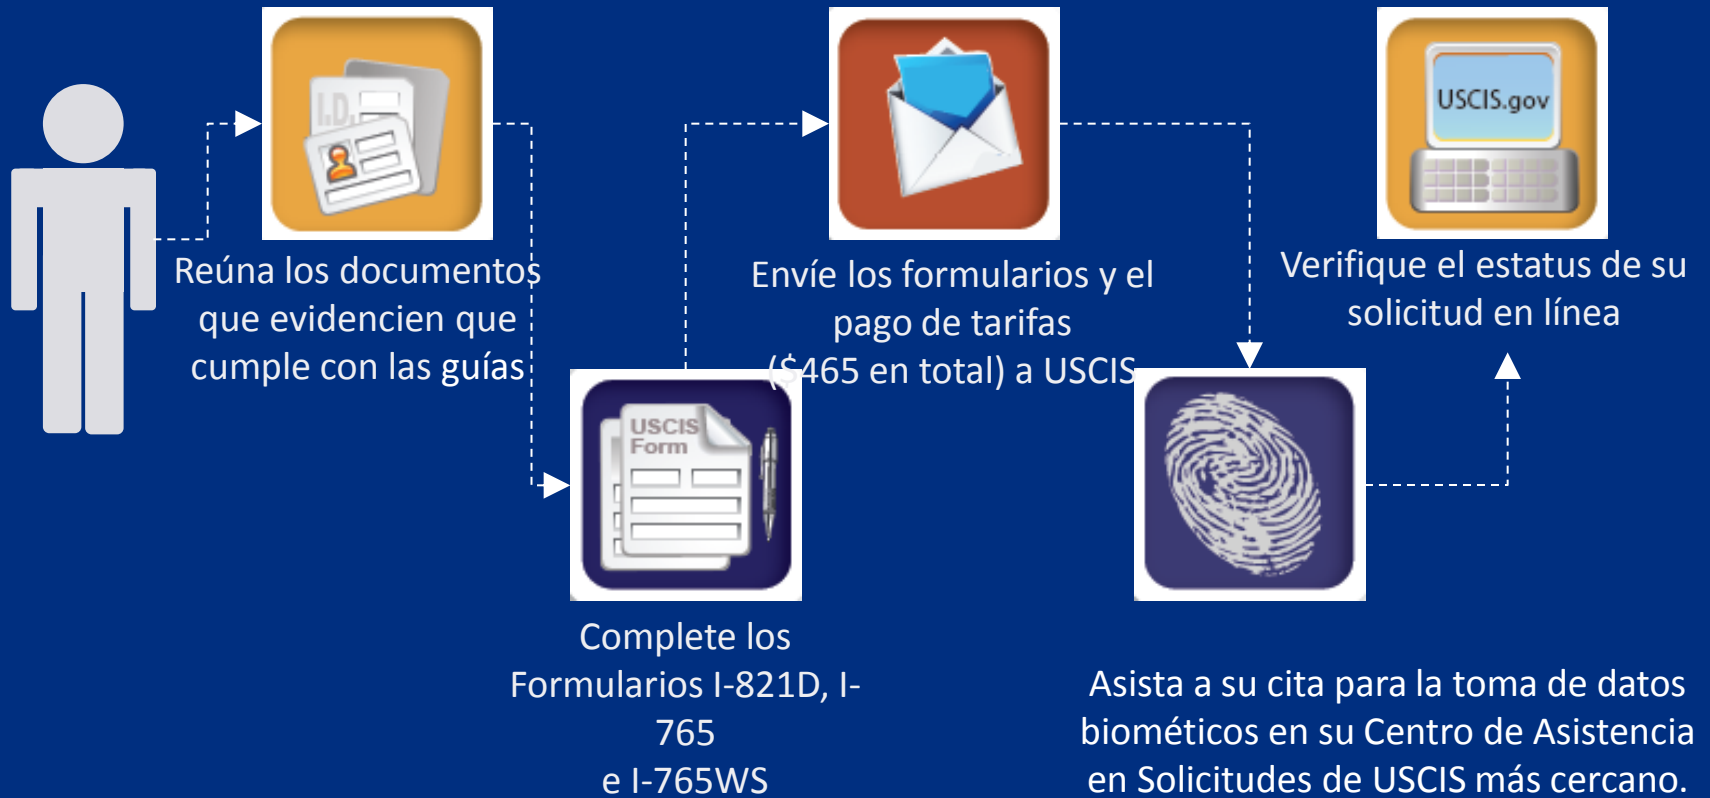 I.D.
Reúna los documentos
que evidencien que
cumple con las guías
USCIS
Form
Complete los
Formularios I-821D, I-
765
e I-765WS
Envíe los formularios y el
pago de tarifas
($465 en total) a USCIS
Asista a su cita para la toma de datos
biométicos en su Centro de Asistencia
en Solicitudes de USCIS más cercano.
USCIS.gov
Verifique el estatus de su
solicitud en línea